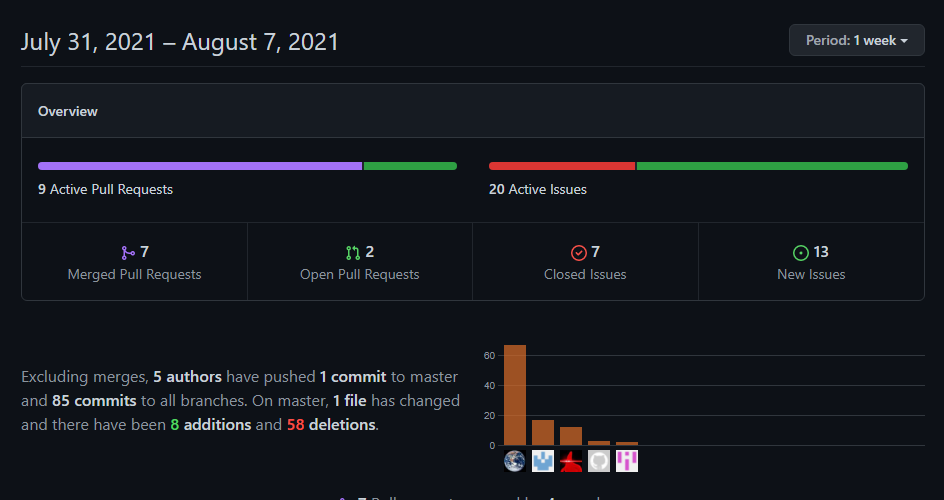 July 31, 2021 – August 7, 2021
Period: 1 week
Overview
9 Active Pull Requests
20 Active Issues
7
Merged Pull Requests
2
Open Pull Requests
7
Closed Issues
13
New Issues
Excluding merges, 5 authors have pushed 1 commit to master
and 85 commits to all branches. On master, 1 file has changed
and there have been 8 additions and 58 deletions.
60
40
20
0